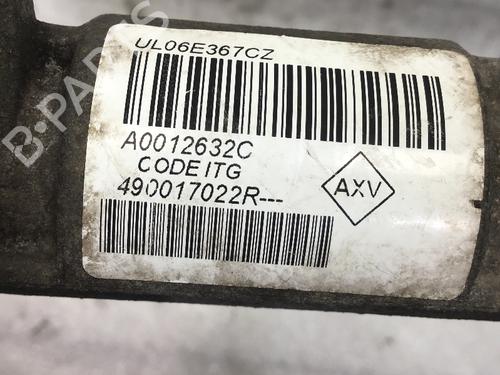 UL06E367CZ
A0012632C
CODE ITG
490017022R---
AXV
B-PARTS